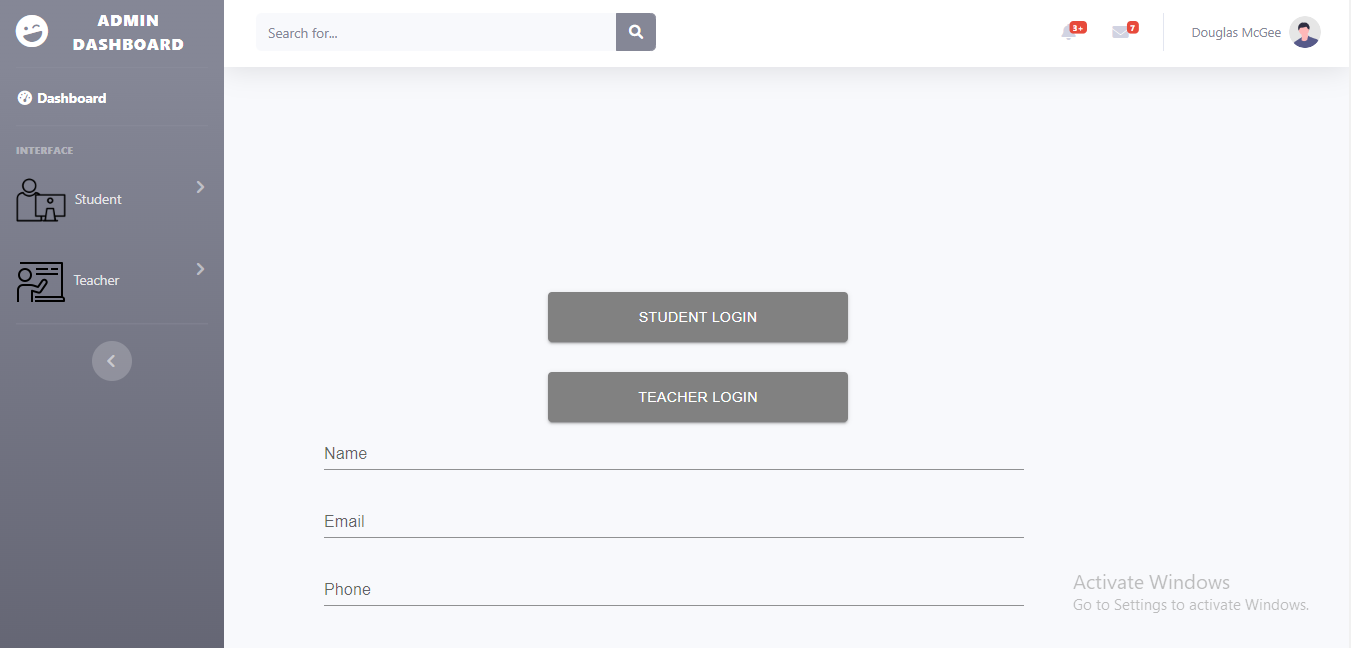 ADMIN
DASHBOARD
Search for...
3+
7
Douglas McGee
Dashboard
INTERFACE
Student
Teacher
STUDENT LOGIN
TEACHER LOGIN
Name
Email
Phone
Activate Windows
Go to Settings to activate Windows.